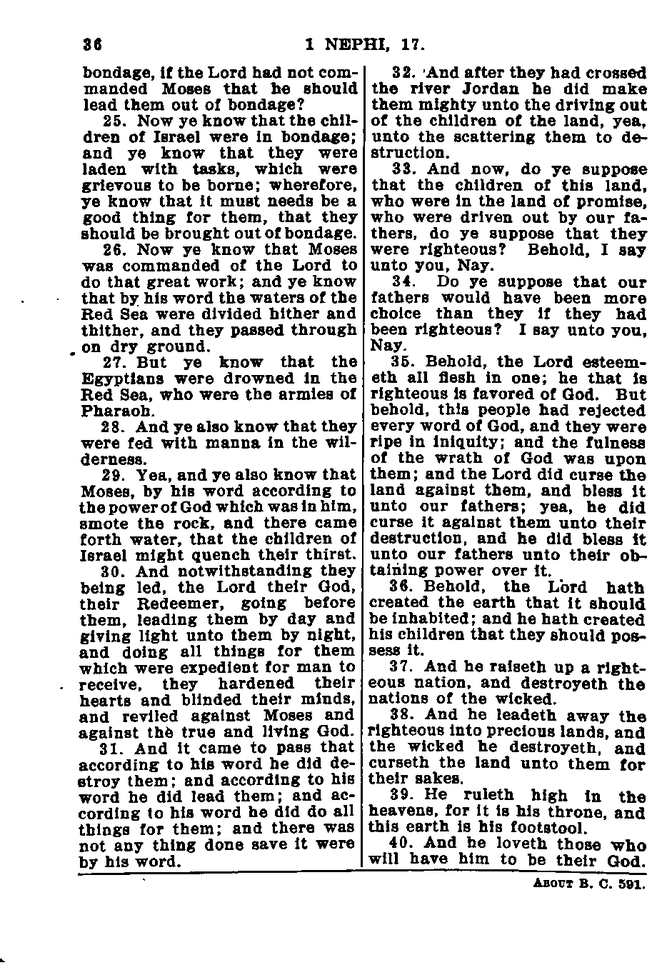 36
1 NEPHI, 17.
bondage, if the Lord had not com-
manded Moses that he should
lead them out of bondage?
25. Now ye know that the chil-
dren of Israel were in bondage;
and ye know that they were
laden with tasks, which were
grievous to be borne; wherefore,
ye know that it must needs be a
good thing for them, that they
should be brought out of bondage.
26. Now ye know that Moses
was commanded of the Lord to
do that great work; and ye know
that by his word the waters of the
Red Sea were divided hither and
thither, and they passed through
on dry ground.
27. But ye know that the
Egyptians were drowned in the
Red Sea, who were the armies of
Pharaoh.
28. And ye also know that they
were fed with manna in the wil-
derness.
29. Yea, and ye also know that
Moses, by his word according to
the power of God which was in him,
smote the rock, and there came
forth water, that the children of
Israel might quench their thirst.
30. And notwithstanding they
being led, the Lord their God,
their Redeemer, going before
them, leading them by day and
giving light unto them by night,
and doing all things for them
which were expedient for man to
receive, they hardened their
hearts and blinded their minds,
and reviled against Moses and
against the true and living God.
31. And it came to pass that
according to his word he did de-
stroy them; and according to his
word he did lead them; and ac-
cording to his word he did do all
things for them; and there was
not any thing done save it were
by his word.
32. And after they had crossed
the river Jordan he did make
them mighty unto the driving out
of the children of the land, yea,
unto the scattering them to de-
struction.
33. And now, do ye suppose
that the children of this land,
who were in the land of promise,
who were driven out by our fa-
thers, do ye suppose that they
were righteous? Behold, I say
unto you, Nay.
34. Do ye suppose that our
fathers would have been more
choice than they if they had
been righteous? I say unto you,
Nay.
35. Behold, the Lord esteem-
eth all flesh in one; he that is
righteous is favored of God. But
behold, this people had rejected
every word of God, and they were
ripe in iniquity; and the fulness
of the wrath of God was upon
them; and the Lord did curse the
land against them, and bless it
unto our fathers; yea, he did
curse it against them unto their
destruction, and he did bless it
unto our fathers unto their ob-
taining power over it.
36. Behold, the Lord hath
created the earth that it should
be inhabited; and he hath created
his children that they should pos-
sess it.
37. And he raiseth up a right-
eous nation, and destroyeth the
nations of the wicked.
38. And he leadeth away the
righteous into precious lands, and
the wicked he destroyeth, and
curseth the land unto them for
their sakes.
39. He ruleth high in the
heavens, for it is his throne, and
this earth is his footstool.
40. And he loveth those who
will have him to be their God.
ABOUT B. C. 591.